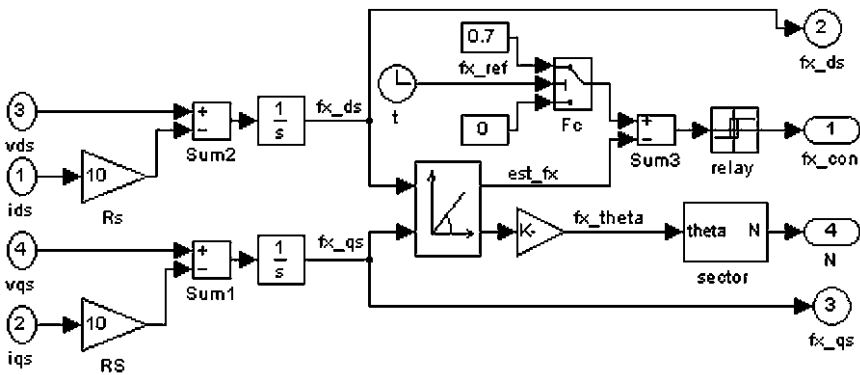 3
vds
1
ids
10
Rs
+
−
Sum2
1
s
fx_ds
4
vqs
2
iqs
10
RS
+
−
Sum1
1
s
fx_qs
t
0.7
fx_ref
0
Fc
est_fx
K-
fx_theta
+
−
Sum3
relay
theta N
sector
2
fx_ds
1
fx_con
4
N
3
fx_qs